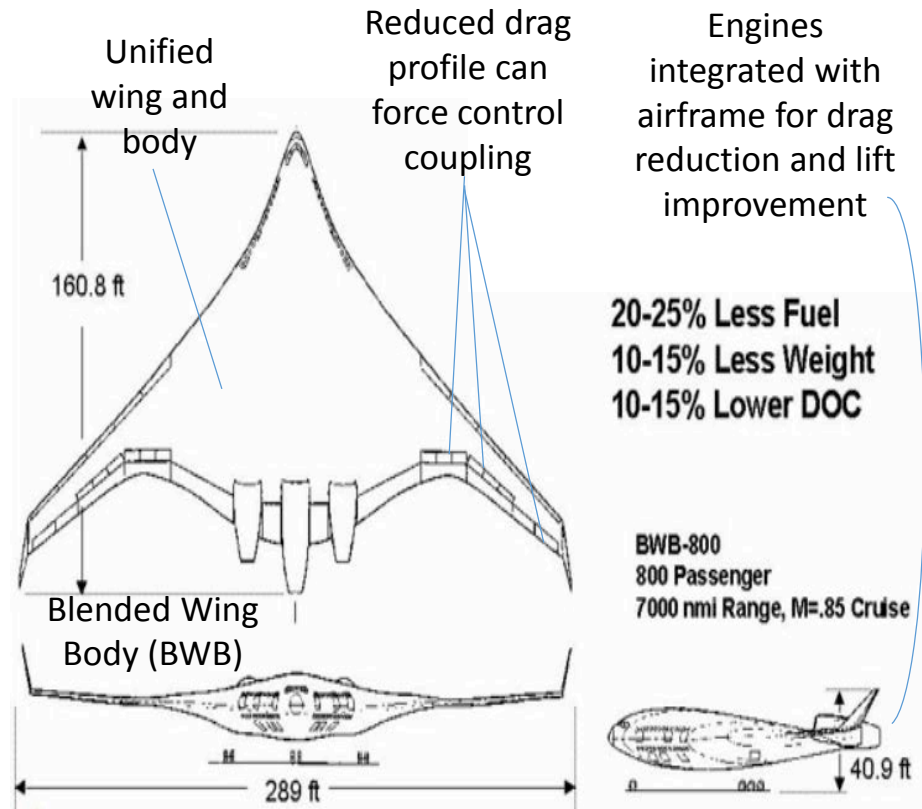 Unified
wing and
body
Reduced drag
profile can
force control
coupling
Engines
integrated with
airframe for drag
reduction and lift
improvement
160.8 ft
20-25% Less Fuel
10-15% Less Weight
10-15% Lower DOC
BWB-800
800 Passenger
7000 nmi Range, M=.85 Cruise
Blended Wing
Body (BWB)
289 ft
40.9 ft